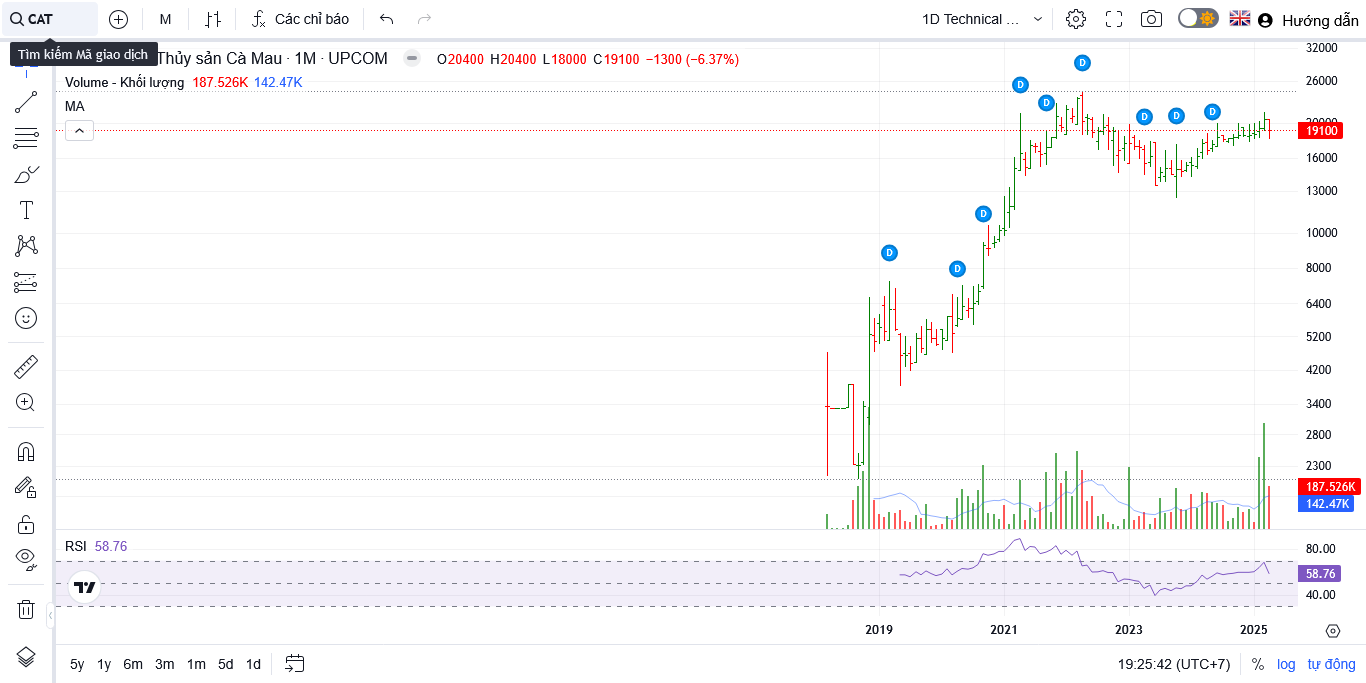 CAT M Các chỉ báo 1D Technical ... Hướng dẫn
Tìm kiếm Mã giao dịch
Thủy sản Cà Mau · 1M · UPCOM O20400 H20400 L18000 C19100 −1300 (−6.37%)
Volume - Khối lượng 187.526K 142.47K
MA
32000
26000
20000
19100
16000
13000
10000
8000
6400
5200
4200
3400
2800
2300
187.526K
142.47K
D
D
D
D
D
D
D
D
D
RSI 58.76
80.00
58.76
40.00
2019 2021 2023 2025
5y 1y 6m 3m 1m 5d 1d 19:25:42 (UTC+7) % log tự động